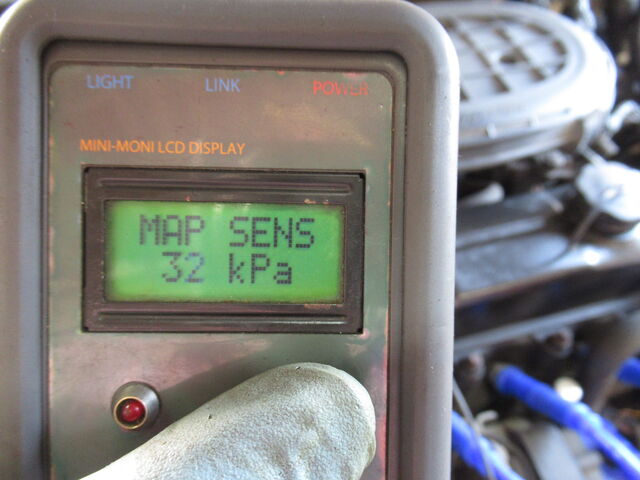 LIGHT LINK POWER
MINI-MONI LCD DISPLAY
MAP SENS
32 kPa